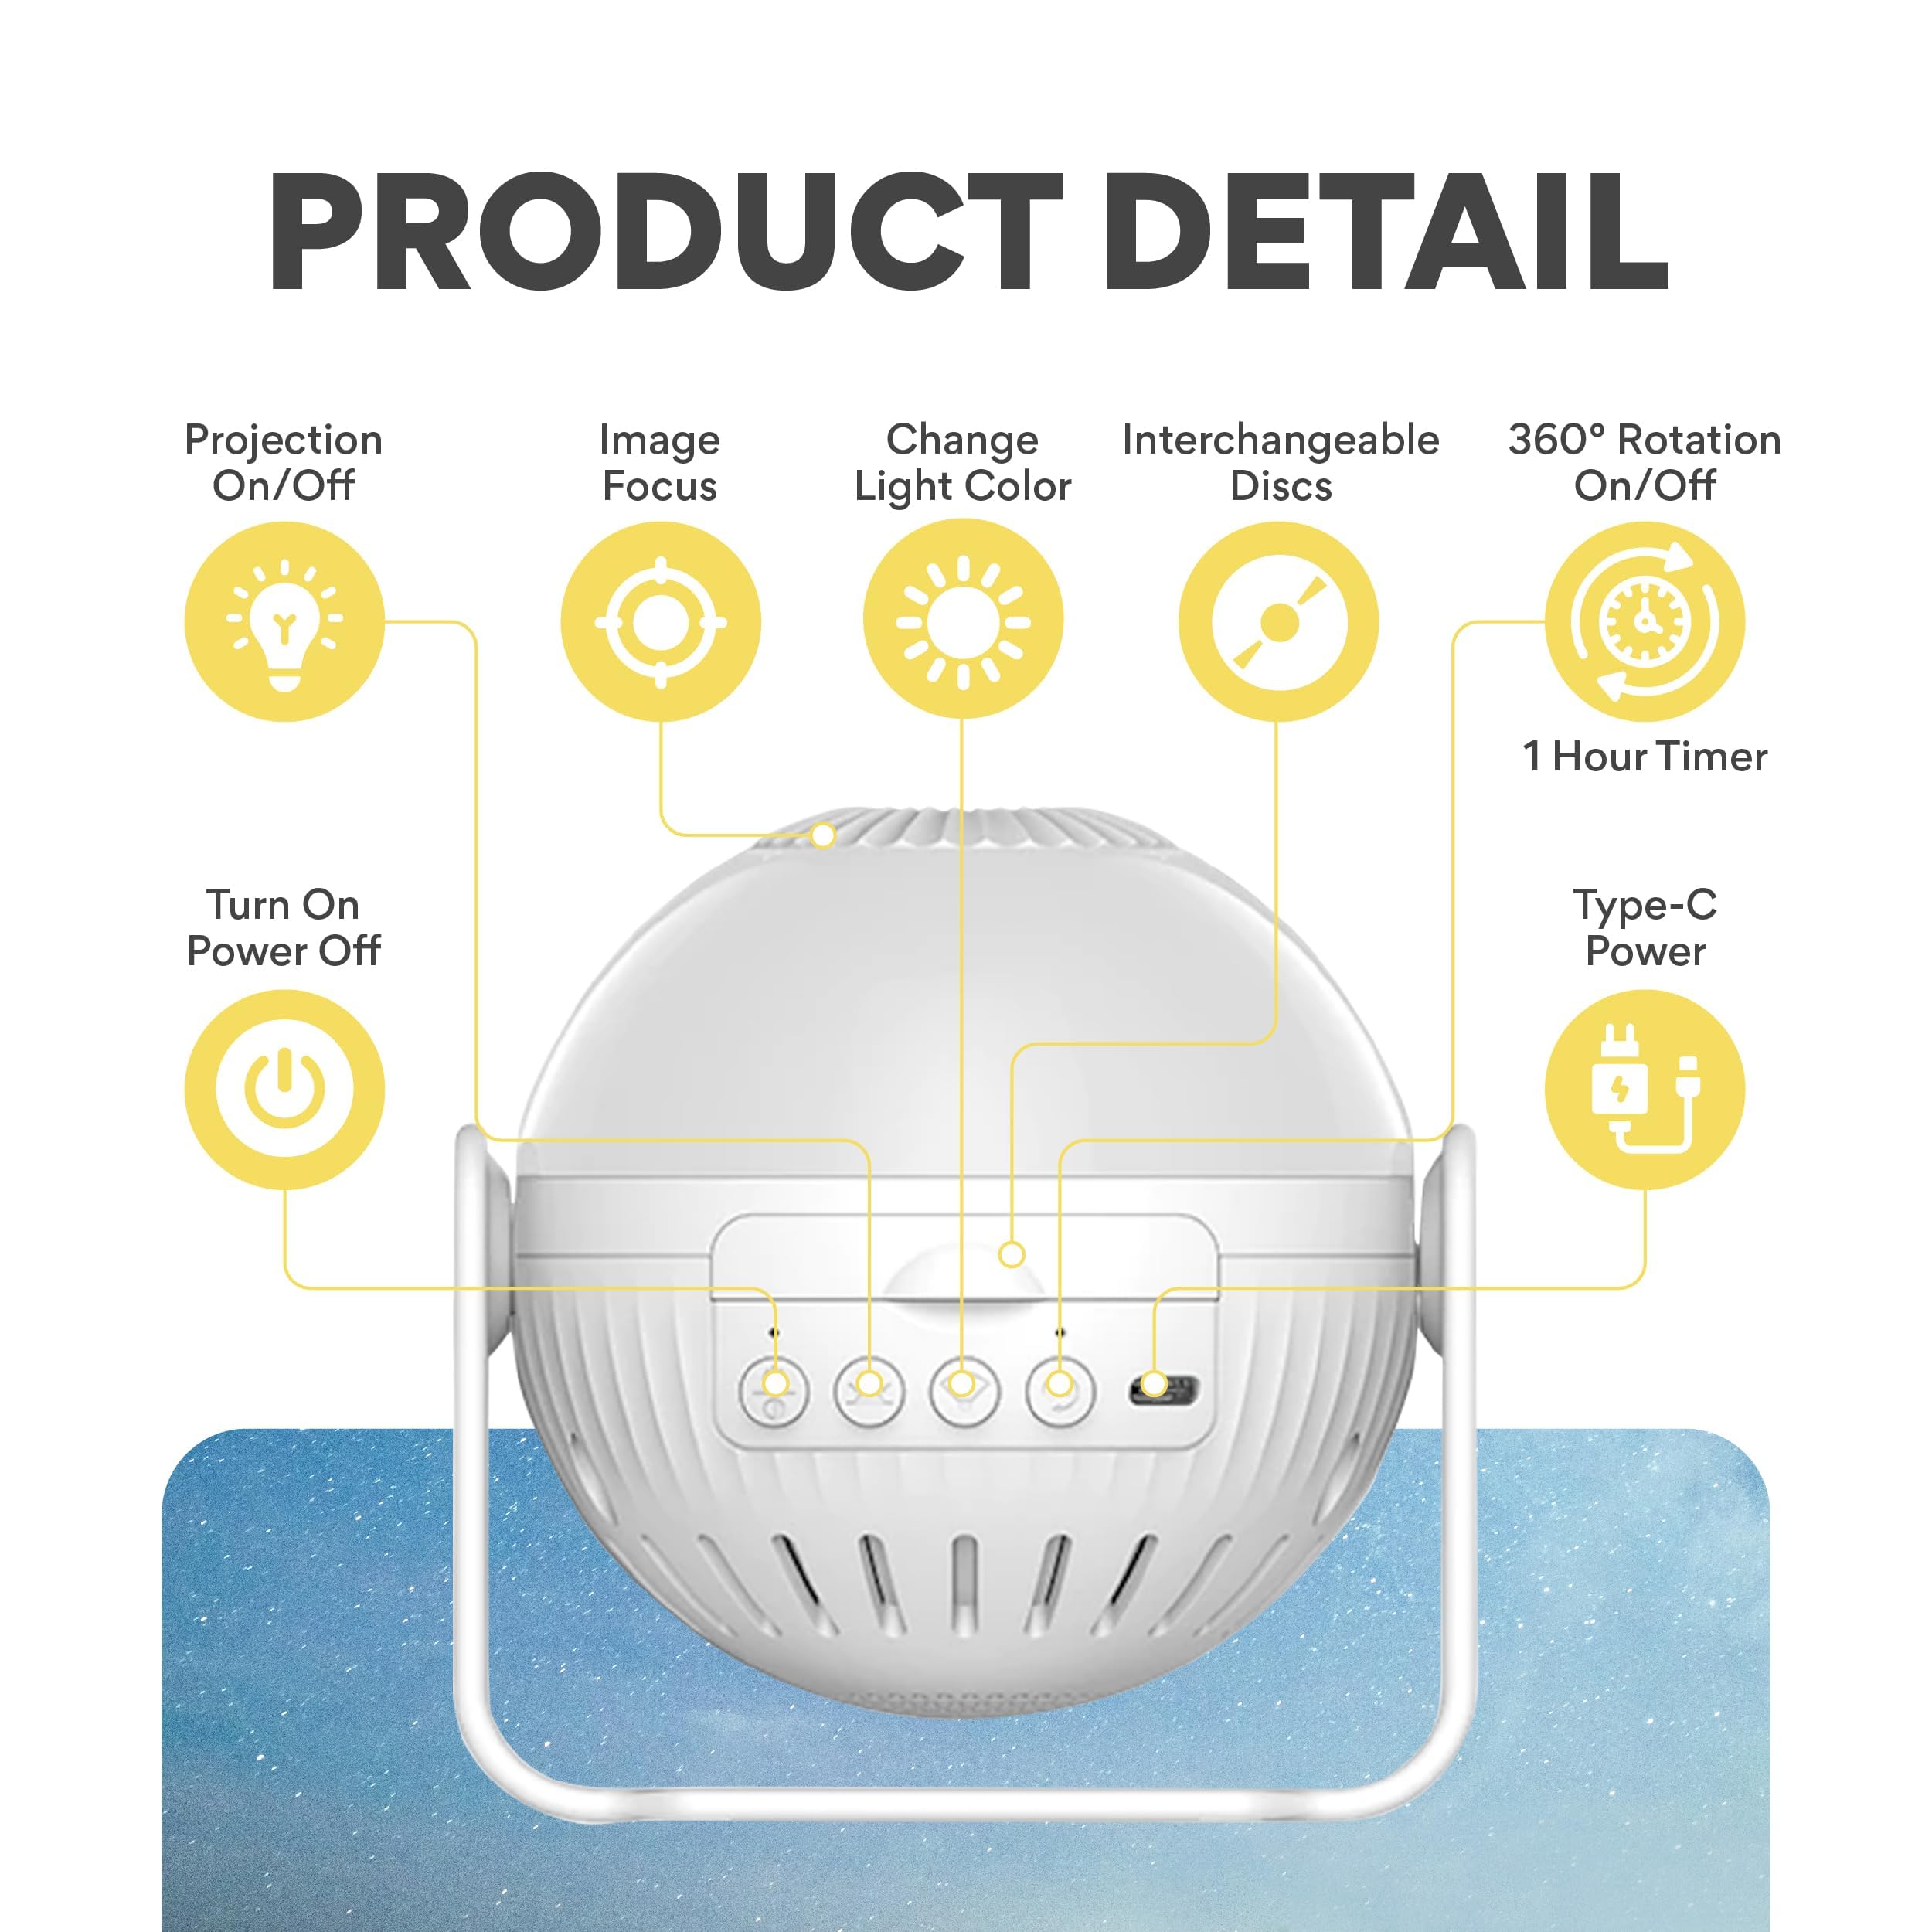 PRODUCT DETAIL
Projection
On/Off
Image
Focus
Change
Light Color
Interchangeable
Discs
360° Rotation
On/Off
1 Hour Timer
Turn On
Power Off
Type-C
Power